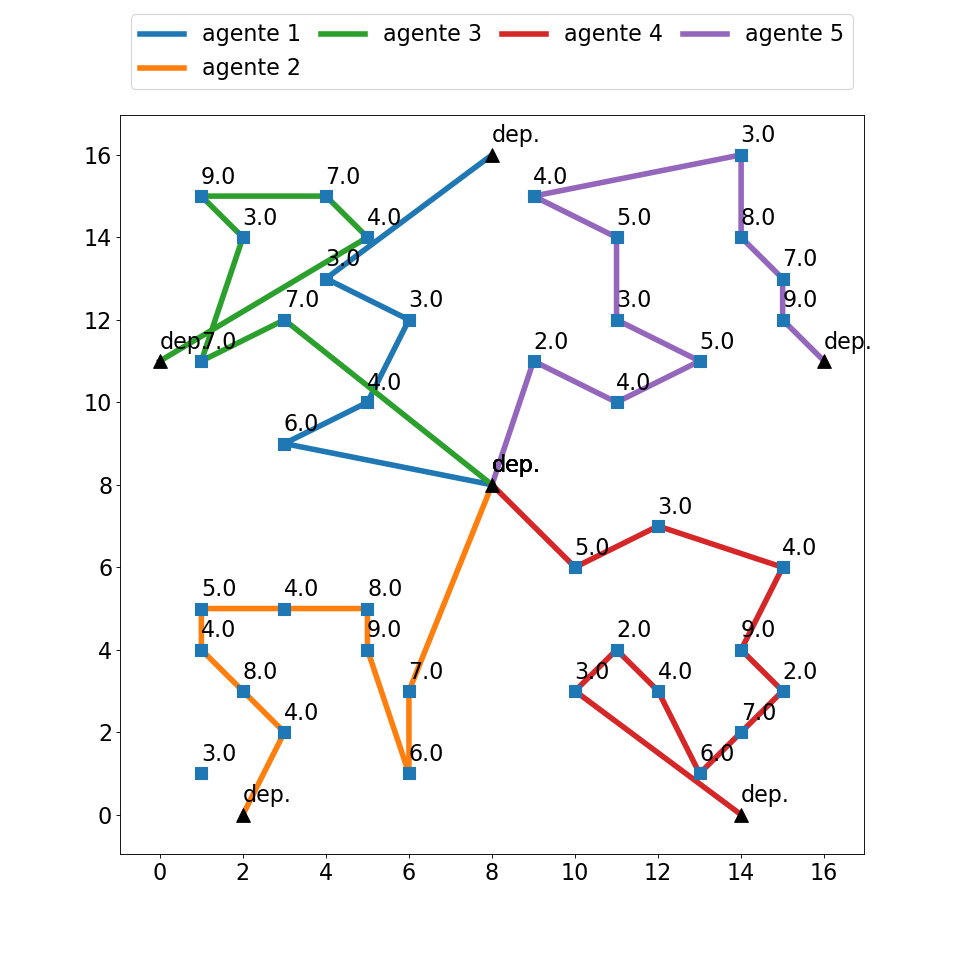 agente 1 agente 3 agente 4 agente 5
agente 2
dep. 3.0
16
9.0 7.0 4.0
3.0 4.0 5.0 8.0
14
3.0 7.0
7.0 3.0 3.0 9.0
12
dep. 7.0 2.0 5.0 dep.
4.0 4.0
10
6.0
dep.
8
3.0
5.0 4.0
6
5.0 4.0 8.0
4.0 9.0 2.0 9.0
4
8.0 7.0 3.0 4.0 2.0
4.0 7.0
2
3.0 6.0 6.0
dep. dep.
0
0 2 4 6 8 10 12 14 16